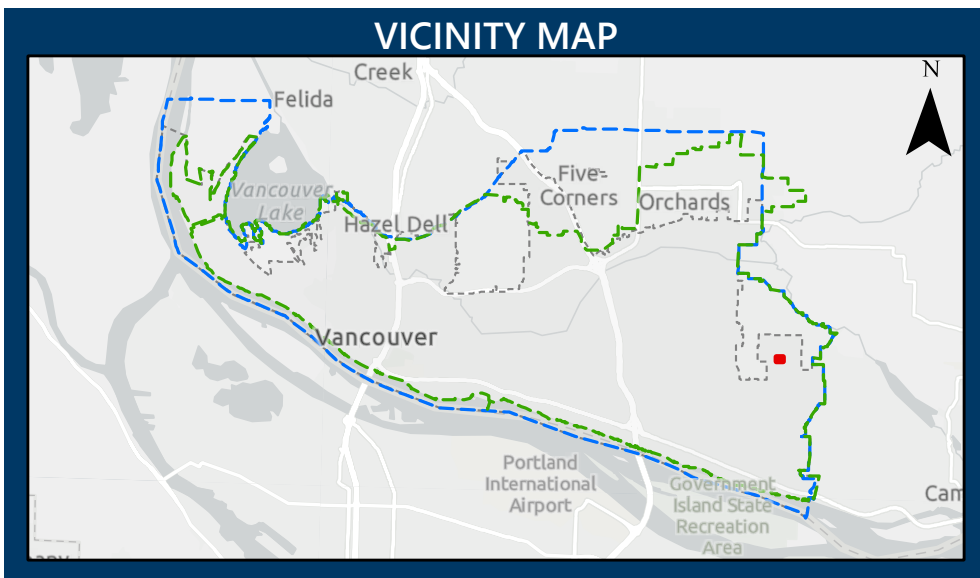 VICINITY MAP
N
Creek
Felida
Five
Corners
Vancouver
Lake
Orchards
Hazel Dell
Vancouver
Portland
International
Airport
Government
Island State
Recreation
Area
Cam